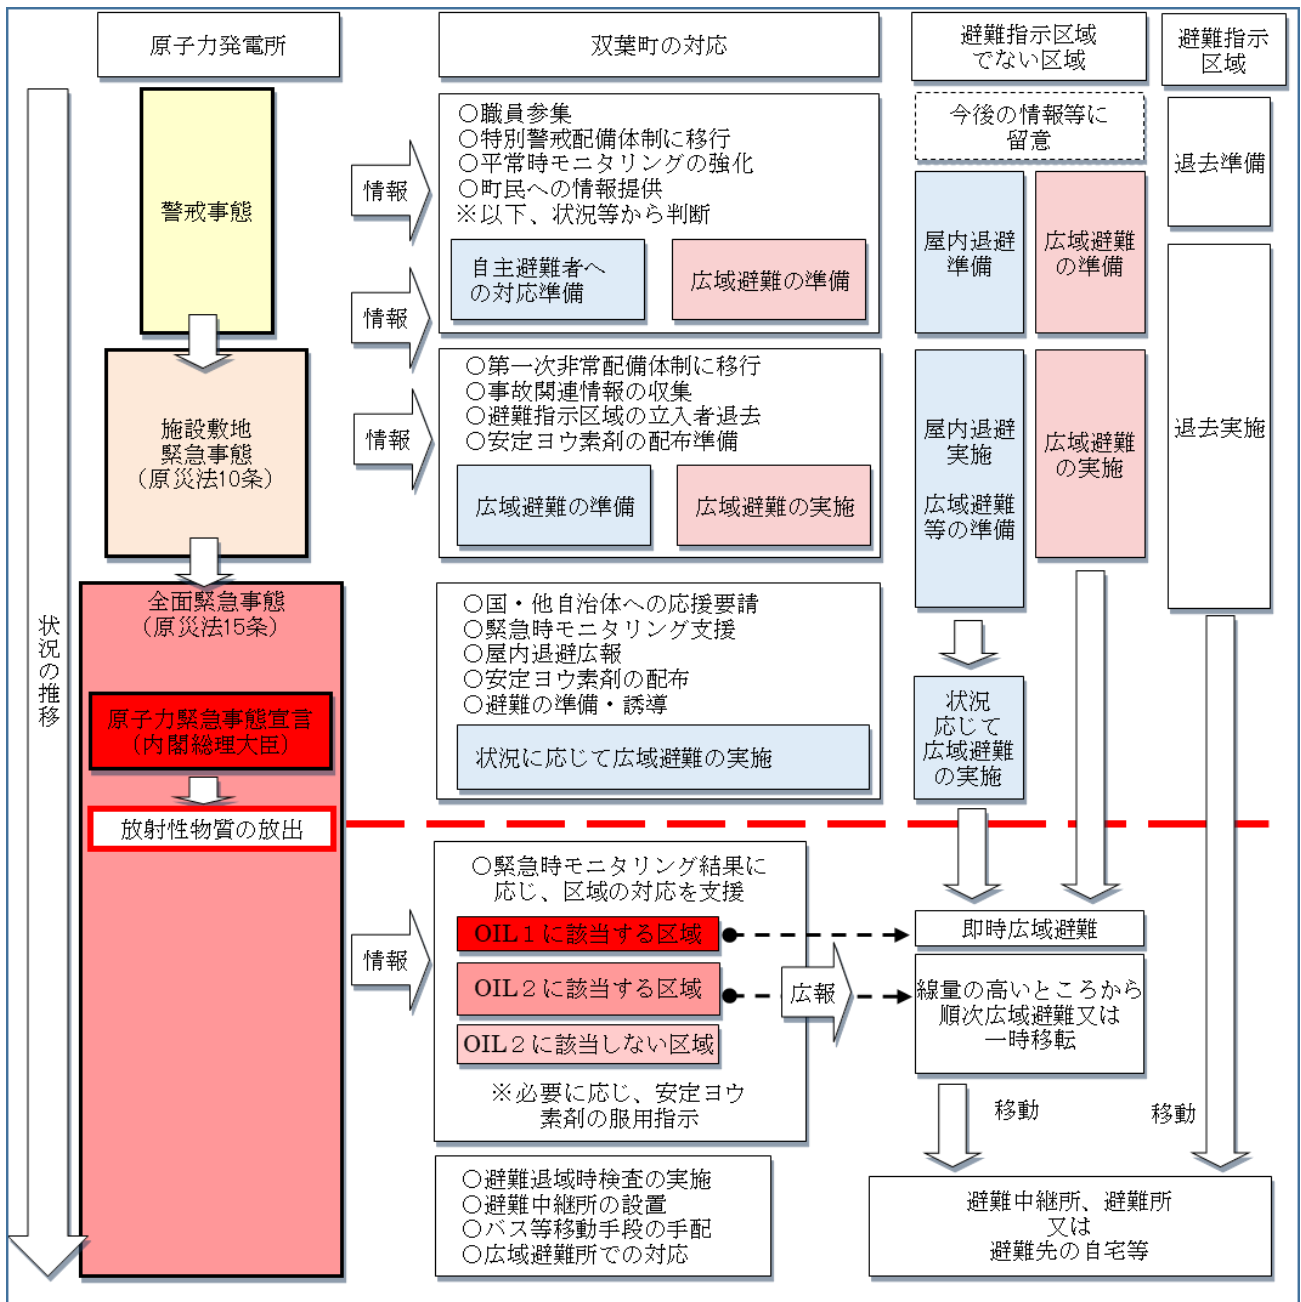 原子力発電所
双葉町の対応
避難指示区域
でない区域
避難指示
区域
状況の推移
警戒事態
情報
○職員参集
○特別警戒配備体制に移行
○平常時モニタリングの強化
○町民への情報提供
※以下、状況等から判断
自主避難者へ
の対応準備
広域避難の準備
今後の情報等に
留意
屋内退避
準備
広域避難
の準備
退去準備
情報
施設敷地
緊急事態
(原災法10条)
情報
○第一次非常配備体制に移行
○事故関連情報の収集
○避難指示区域の立入者退去
○安定ヨウ素剤の配布準備
広域避難の準備
広域避難の実施
屋内退避
実施
広域避難
等の準備
広域避難
の実施
退去実施
全面緊急事態
(原災法15条)
原子力緊急事態宣言
(内閣総理大臣)
放射性物質の放出
○国・他自治体への応援要請
○緊急時モニタリング支援
○屋内退避広報
○安定ヨウ素剤の配布
○避難の準備・誘導
状況に応じて広域避難の実施
状況
応じて
広域避難
の実施
情報
○緊急時モニタリング結果に
応じ、区域の対応を支援
OIL１に該当する区域
OIL２に該当する区域
OIL２に該当しない区域
※必要に応じ、安定ヨウ
素剤の服用指示
広報
即時広域避難
線量の高いところから
順次広域避難又は
一時移転
移動
移動
○避難退域時検査の実施
○避難中継所の設置
○バス等移動手段の手配
○広域避難所での対応
避難中継所、避難所
又は
避難先の自宅等